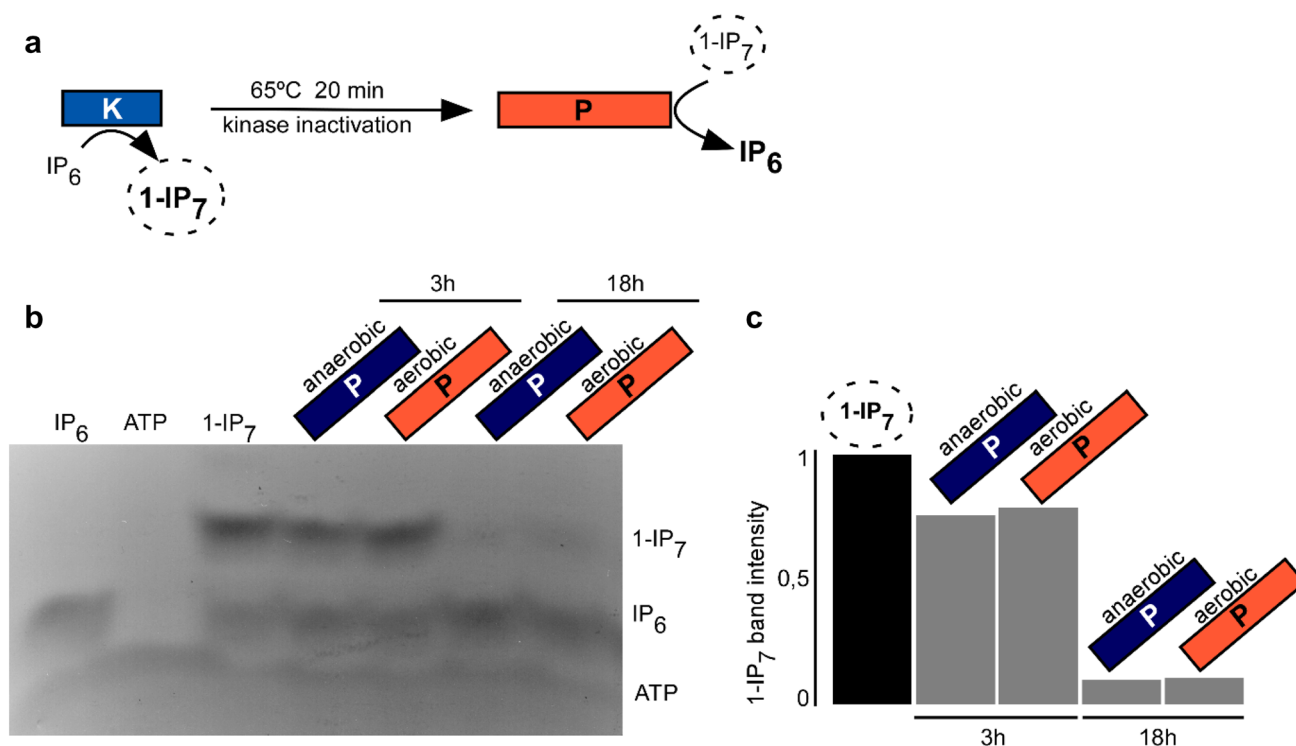 a
K
65ºC 20 min
kinase inactivation
P
1-IP7
IP6
1-IP7
IP6
b
3h
18h
anaerobic
P
aerobic
P
anaerobic
P
aerobic
P
IP6
ATP
1-IP7
1-IP7
IP6
ATP
c
1-IP7
anaerobic
P
aerobic
P
anaerobic
P
aerobic
P
1-IP7 band intensity
1
0,5
0
3h
18h